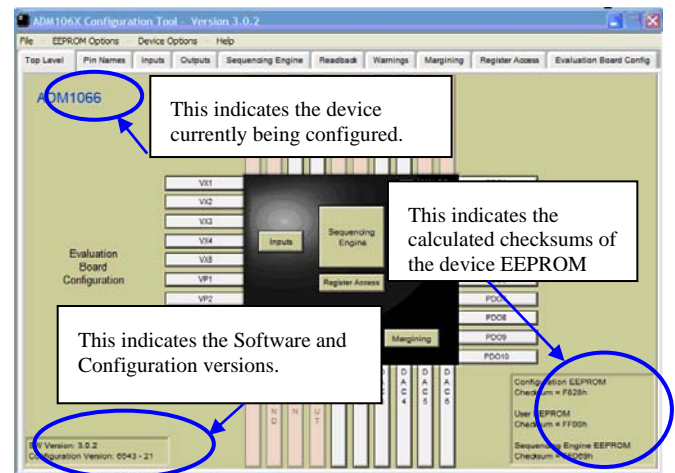 ADM106X Configuration Tool - Version 3.0.2
File EEPROM Options Device Options Help
Top Level Pin Names Inputs Outputs Sequencing Engine Readback Warnings Margining Register Access Evaluation Board Config
ADM1066
This indicates the device
currently being configured.
VX1
VX2
VX3
VX4
VX5
VP1
VP2
Evaluation
Board
Configuration
Inputs
Sequencing
Engine
Register Access
Margining
This indicates the
calculated checksums of
the device EEPROM
PDO8
PDO9
PDO10
This indicates the Software and
Configuration versions.
SW Version: 3.0.2
Configuration Version: 6643 - 21
Configuration EEPROM
Checksum = F828h
User EEPROM
Checksum = FF00h
Sequencing Engine EEPROM